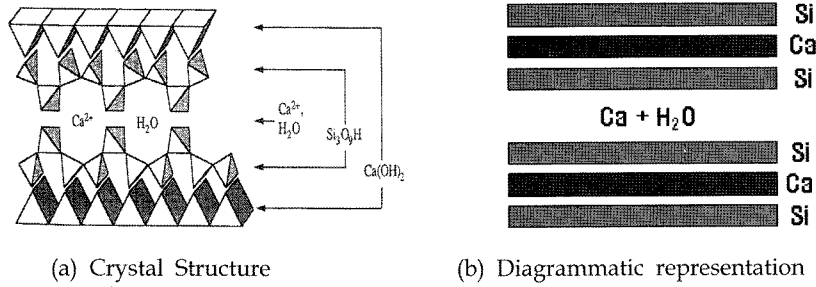 Ca²⁺
H₂O
Ca²⁺,
H₂O
Si₃O₉H
Ca(OH)₂
(a) Crystal Structure
Si
Ca
Si
Ca + H₂O
Si
Ca
Si
(b) Diagrammatic representation